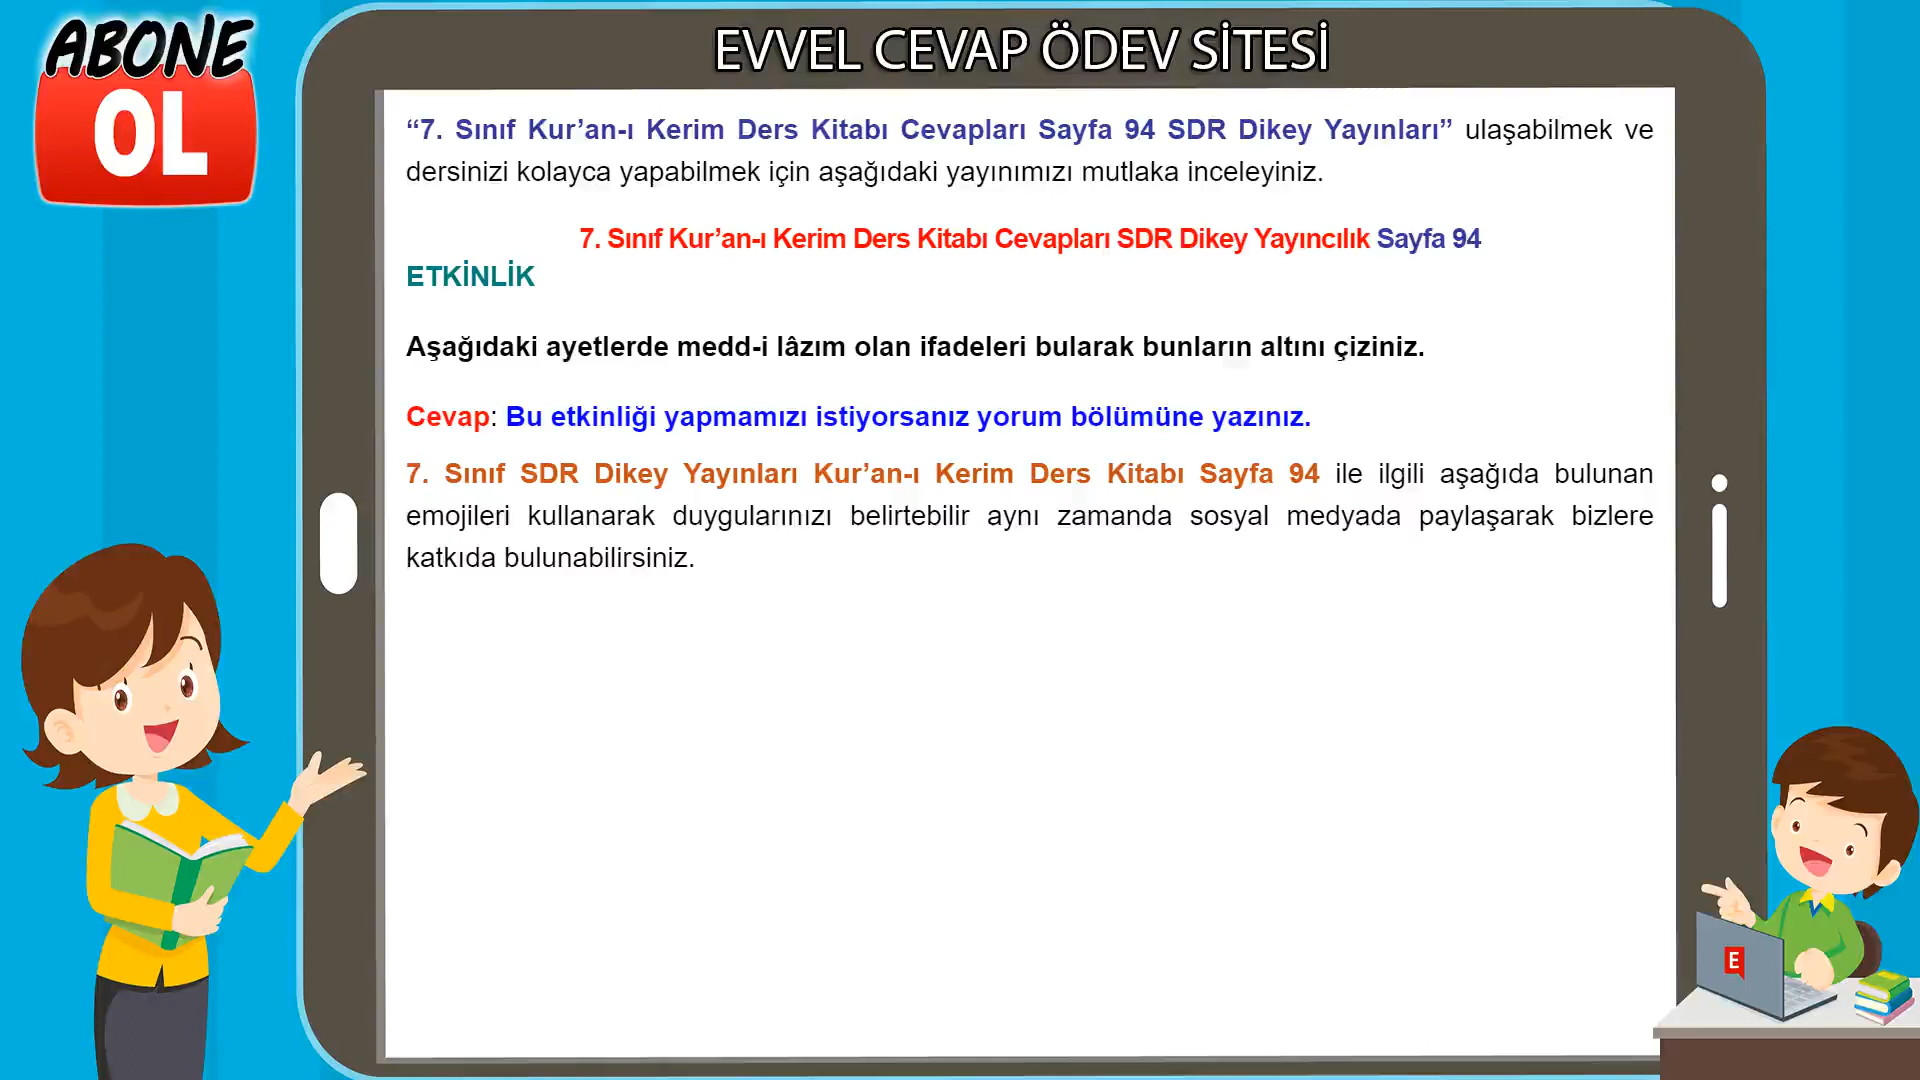 ABONE
OL
EVVEL CEVAP ÖDEV SİTESİ
“7. Sınıf Kur’an-ı Kerim Ders Kitabı Cevapları Sayfa 94 SDR Dikey Yayınları” ulaşabilmek ve
dersinizi kolayca yapabilmek için aşağıdaki yayınımızı mutlaka inceleyiniz.
7. Sınıf Kur’an-ı Kerim Ders Kitabı Cevapları SDR Dikey Yayıncılık Sayfa 94
ETKİNLİK
Aşağıdaki ayetlerde medd-i lâzım olan ifadeleri bularak bunların altını çiziniz.
Cevap: Bu etkinliği yapmamızı istiyorsanız yorum bölümüne yazınız.
7. Sınıf SDR Dikey Yayınları Kur’an-ı Kerim Ders Kitabı Sayfa 94 ile ilgili aşağıda bulunan
emojileri kullanarak duygularınızı belirtebilir aynı zamanda sosyal medyada paylaşarak bizlere
katkıda bulunabilirsiniz.
E